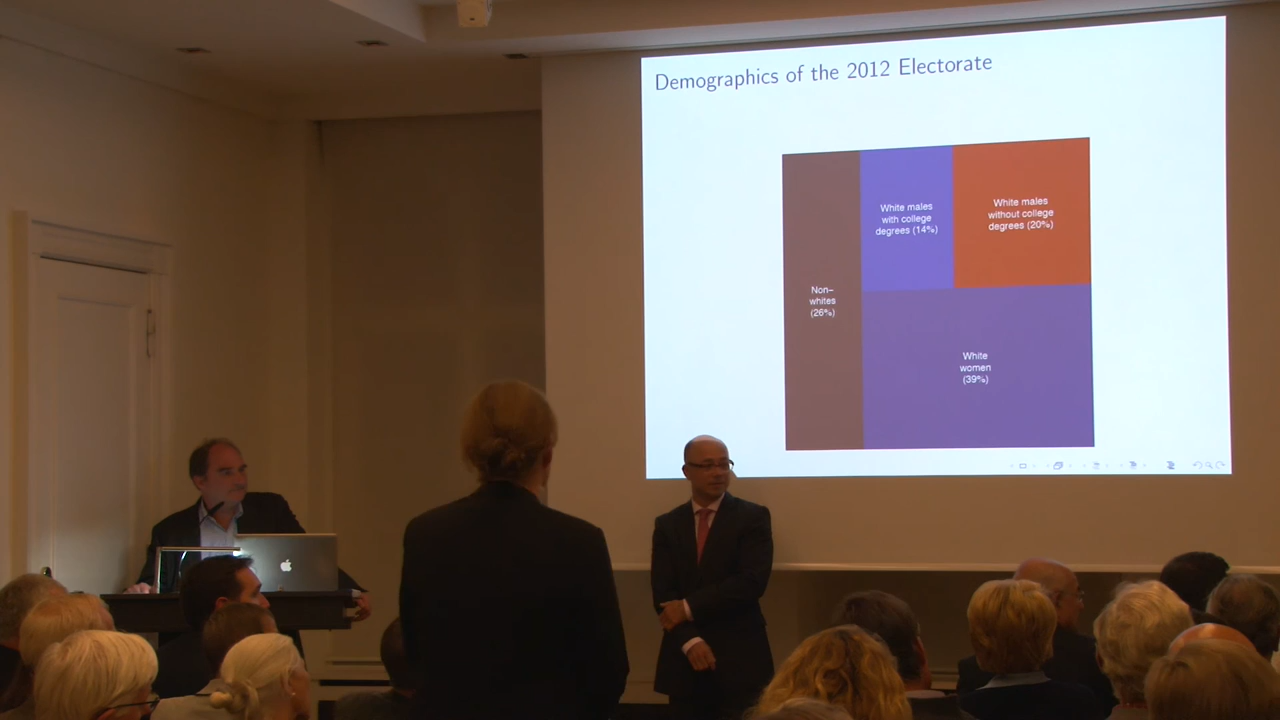 Demographics of the 2012 Electorate
White males
with college
degrees (14%)
White males
without college
degrees (20%)
Non-
whites
(26%)
White
women
(39%)